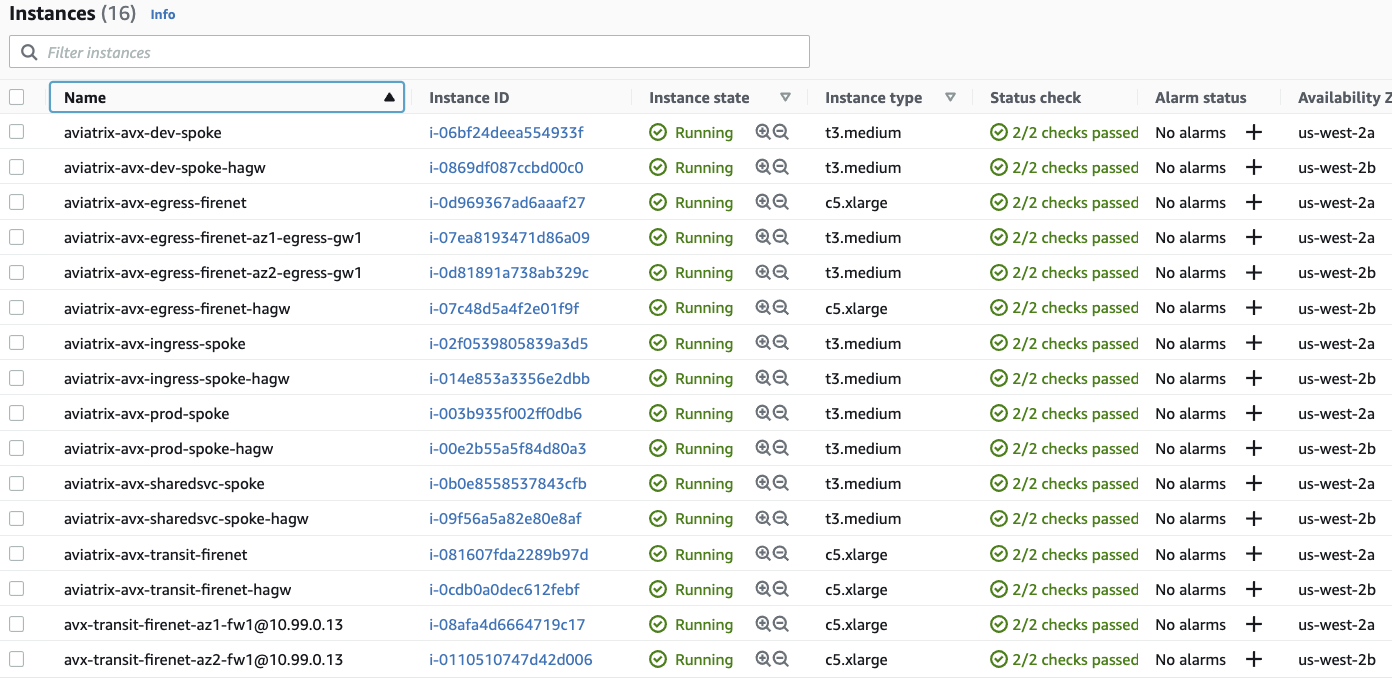 Instances (16) Info
Filter instances
Name Instance ID Instance state Instance type Status check Alarm status Availability Z
aviatrix-avx-dev-spoke i-06bf24deea554933f Running t3.medium 2/2 checks passed No alarms us-west-2a
aviatrix-avx-dev-spoke-hagw i-0869df087ccbd00c0 Running t3.medium 2/2 checks passed No alarms us-west-2b
aviatrix-avx-egress-firenet i-0d969367ad6aaaf27 Running c5.xlarge 2/2 checks passed No alarms us-west-2a
aviatrix-avx-egress-firenet-az1-egress-gw1 i-07ea8193471d86a09 Running t3.medium 2/2 checks passed No alarms us-west-2a
aviatrix-avx-egress-firenet-az2-egress-gw1 i-0d81891a738ab329c Running t3.medium 2/2 checks passed No alarms us-west-2b
aviatrix-avx-egress-firenet-hagw i-07c48d5a4f2e01f9f Running c5.xlarge 2/2 checks passed No alarms us-west-2b
aviatrix-avx-ingress-spoke i-02f0539805839a3d5 Running t3.medium 2/2 checks passed No alarms us-west-2a
aviatrix-avx-ingress-spoke-hagw i-014e853a3356e2dbb Running t3.medium 2/2 checks passed No alarms us-west-2b
aviatrix-avx-prod-spoke i-003b935f002ff0db6 Running t3.medium 2/2 checks passed No alarms us-west-2a
aviatrix-avx-prod-spoke-hagw i-00e2b55a5f84d80a3 Running t3.medium 2/2 checks passed No alarms us-west-2b
aviatrix-avx-sharedsvc-spoke i-0b0e8558537843cfb Running t3.medium 2/2 checks passed No alarms us-west-2a
aviatrix-avx-sharedsvc-spoke-hagw i-09f56a5a82e80e8af Running t3.medium 2/2 checks passed No alarms us-west-2b
aviatrix-avx-transit-firenet i-081607fda2289b97d Running c5.xlarge 2/2 checks passed No alarms us-west-2a
aviatrix-avx-transit-firenet-hagw i-0cdb0a0dec612febf Running c5.xlarge 2/2 checks passed No alarms us-west-2b
avx-transit-firenet-az1-fw1@10.99.0.13 i-08afa4d6664719c17 Running c5.xlarge 2/2 checks passed No alarms us-west-2a
avx-transit-firenet-az2-fw1@10.99.0.13 i-0110510747d42d006 Running c5.xlarge 2/2 checks passed No alarms us-west-2b